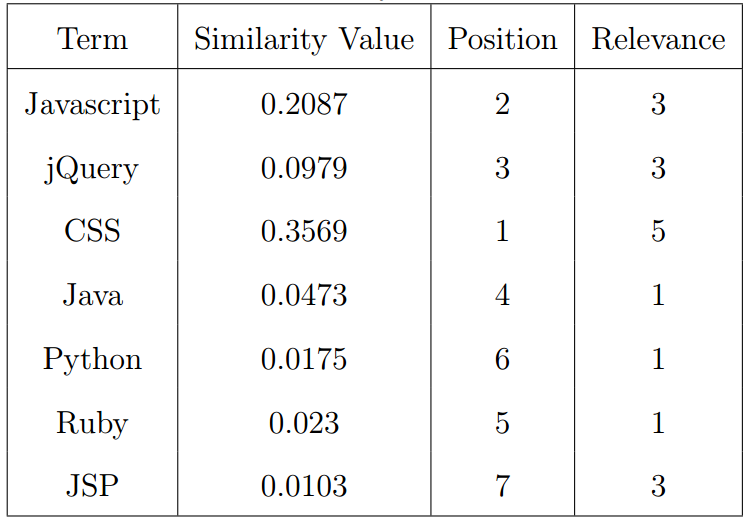 Term Similarity Value Position Relevance
Javascript 0.2087 2 3
jQuery 0.0979 3 3
CSS 0.3569 1 5
Java 0.0473 4 1
Python 0.0175 6 1
Ruby 0.023 5 1
JSP 0.0103 7 3